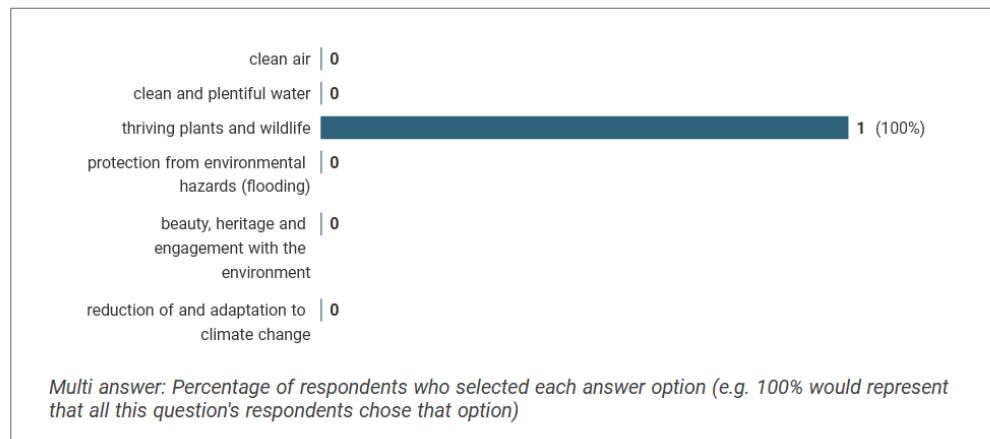 clean air 0
clean and plentiful water 0
thriving plants and wildlife 1 (100%)
protection from environmental 0
hazards (flooding)
beauty, heritage and 0
engagement with the
environment
reduction of and adaptation to 0
climate change
Multi answer: Percentage of respondents who selected each answer option (e.g. 100% would represent
that all this question's respondents chose that option)